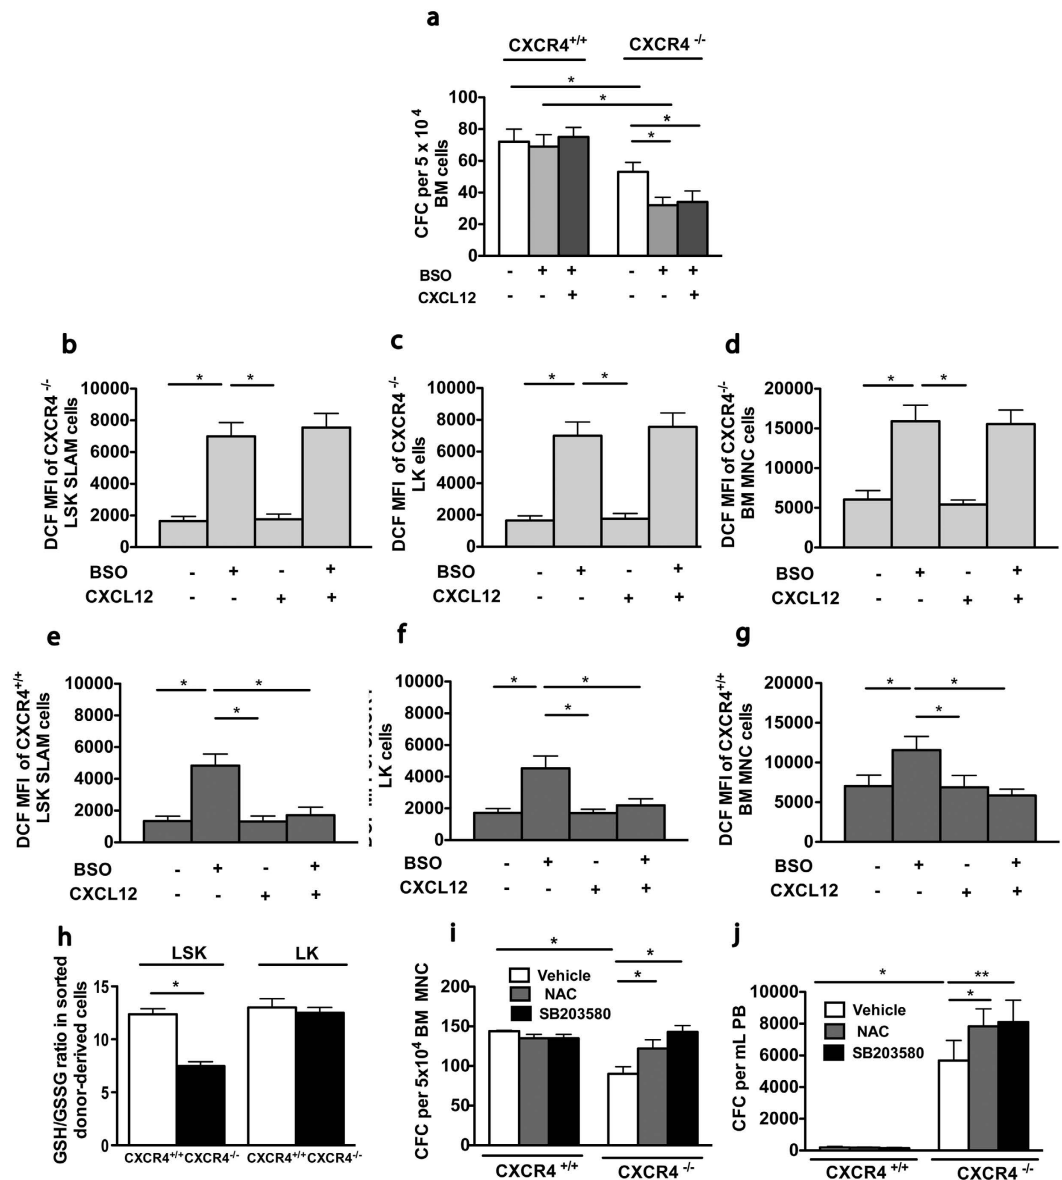 a
CXCR4+/+ CXCR4 -/-
* 
*
*
*
CFC per 5 x 10 4
BM cells
100
80
60
40
20
0
BSO - + + - + +
CXCL12 - - + - - +
b
DCF MFI of CXCR4 -/-
LSK SLAM cells
10000
8000
6000
4000
2000
0
* *
BSO - + - +
CXCL12 - - + +
c
DCF MFI of CXCR4 -/-
LK ells
10000
8000
6000
4000
2000
0
* *
BSO - + - +
CXCL12 - - + +
d
DCF MFI of CXCR4-/-
BM MNC cells
20000
15000
10000
5000
0
* *
BSO - + - +
CXCL12 - - + +
e
DCF MFI of CXCR4+/+
LSK SLAM cells
10000
8000
6000
4000
2000
0
* *
*
BSO - + - +
CXCL12 - - + +
f
LK cells
10000
8000
6000
4000
2000
0
* *
*
BSO - + - +
CXCL12 - - + +
g
DCF MFI of CXCR4+/+
BM MNC cells
20000
15000
10000
5000
0
* *
*
BSO - + - +
CXCL12 - - + +
h
GSH/GSSG ratio in sorted
donor-derived cells
LSK LK
*
15
10
5
0
CXCR4+/+ CXCR4-/- CXCR4+/+ CXCR4-/-
i
CFC per 5x104 BM MNC
200
150
100
50
0
* *
*
Vehicle
NAC
SB203580
CXCR4 +/+ CXCR4 -/-
j
CFC per mL PB
10000
8000
6000
4000
2000
0
* **
*
Vehicle
NAC
SB203580
CXCR4 +/+ CXCR4 -/-